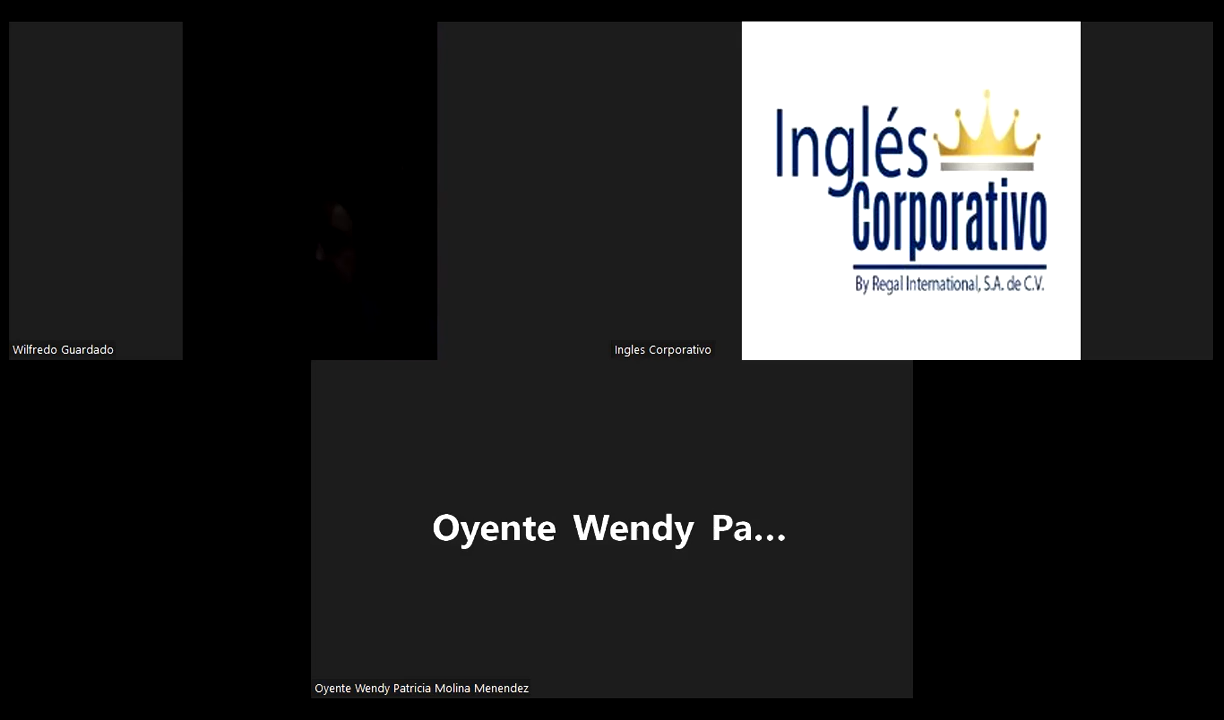 Inglés
Corporativo
By Regal International, S.A. de C.V.
Wilfredo Guardado
Ingles Corporativo
Oyente Wendy Pa...
Oyente Wendy Patricia Molina Menendez